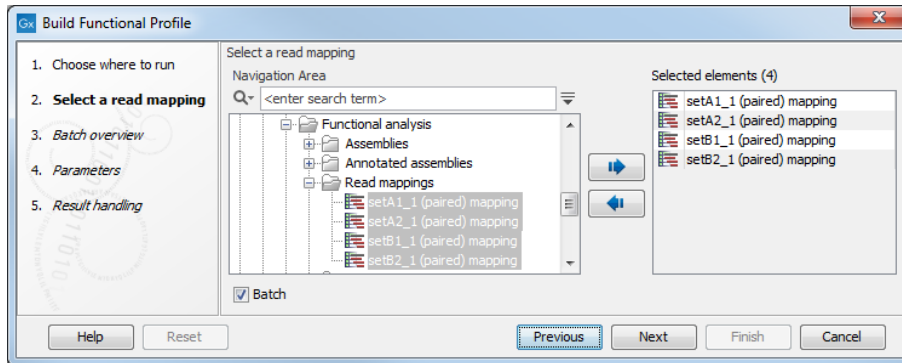 Gx Build Functional Profile
1. Choose where to run
2. Select a read mapping
3. Batch overview
4. Parameters
5. Result handling
Select a read mapping
Navigation Area
<enter search term>
Functional analysis
Assemblies
Annotated assemblies
Read mappings
setA1_1 (paired) mapping
setA2_1 (paired) mapping
setB1_1 (paired) mapping
setB2_1 (paired) mapping
Batch
Selected elements (4)
setA1_1 (paired) mapping
setA2_1 (paired) mapping
setB1_1 (paired) mapping
setB2_1 (paired) mapping
Help
Reset
Previous
Next
Finish
Cancel